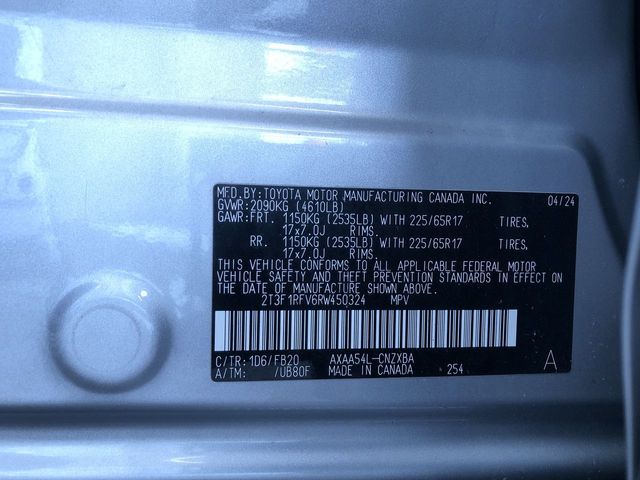 MFD.BY:TOYOTA MOTOR MANUFACTURING CANADA INC. 04/24
GVWR:2090KG (4610LB)
GAWR:FRT. 1150KG (2535LB) WITH 225/65R17 TIRES,
17x7.0J RIMS.
RR. 1150KG (2535LB) WITH 225/65R17 TIRES,
17x7.0J RIMS.
THIS VEHICLE CONFORMS TO ALL APPLICABLE FEDERAL MOTOR
VEHICLE SAFETY AND THEFT PREVENTION STANDARDS IN EFFECT ON
THE DATE OF MANUFACTURE SHOWN ABOVE.
2T3F1RFV6RW450324 MPV
C/TR:1D6/FB20 AXAA54L-CNZXBA
A/TM: /UB80F MADE IN CANADA 254 A